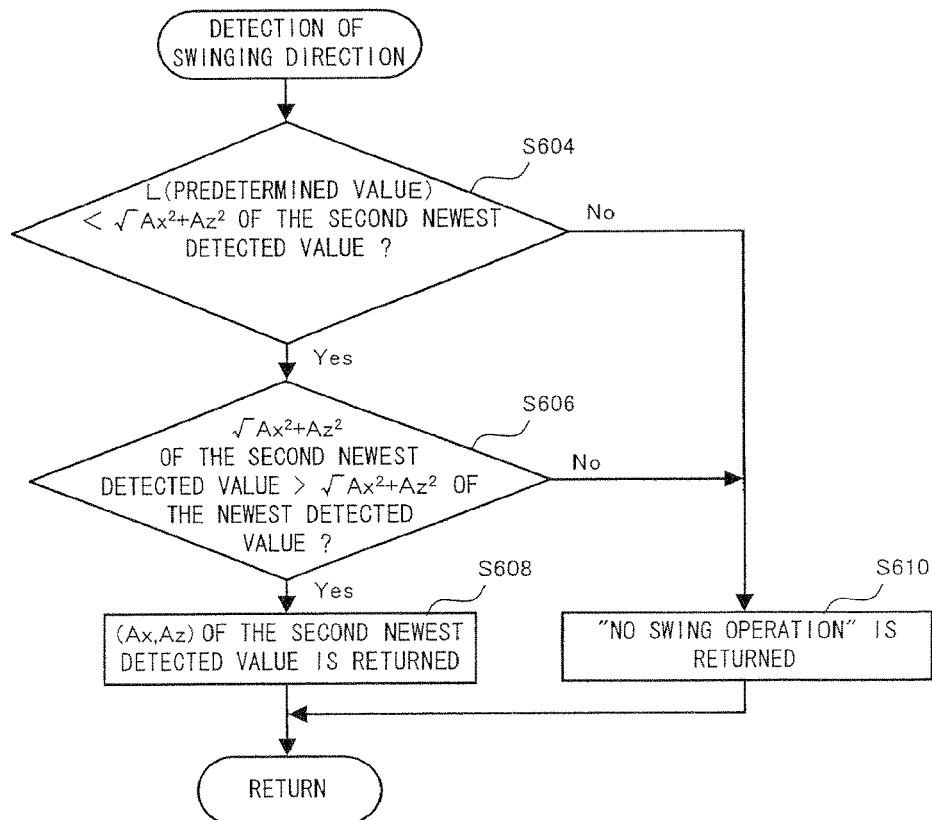 DETECTION OF
SWINGING DIRECTION
S604
L(PREDETERMINED VALUE)
< √Ax²+Az² OF THE SECOND NEWEST
DETECTED VALUE ?
No
Yes
S606
√Ax²+Az²
OF THE SECOND NEWEST
DETECTED VALUE > √Ax²+Az² OF
THE NEWEST DETECTED
VALUE ?
No
Yes
S608
(Ax,Az) OF THE SECOND NEWEST
DETECTED VALUE IS RETURNED
S610
"NO SWING OPERATION" IS
RETURNED
RETURN